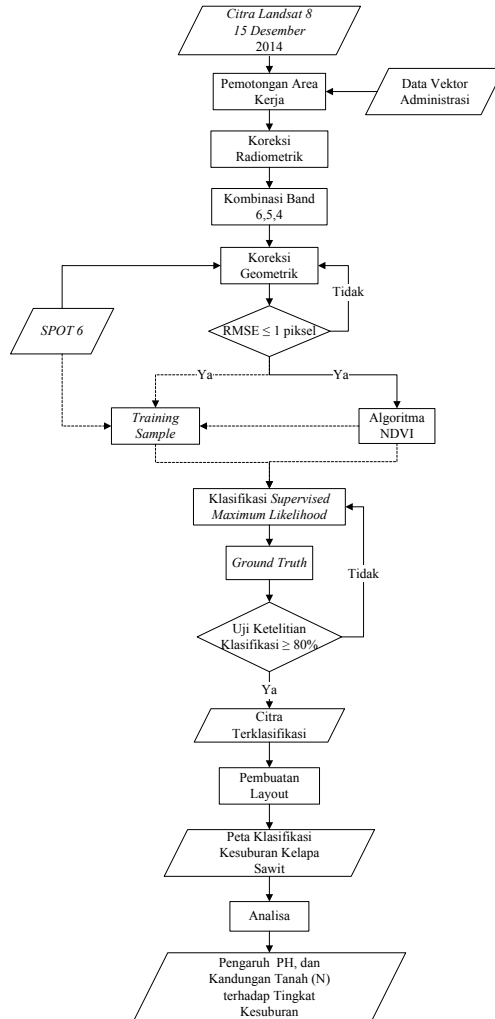 Citra Landsat 8
15 Desember
2014
Pemotongan Area
Kerja
Data Vektor
Administrasi
Koreksi
Radiometrik
Kombinasi Band
6,5,4
Koreksi
Geometrik
Tidak
SPOT 6
RMSE ≤ 1 piksel
Ya
Ya
Training
Sample
Algoritma
NDVI
Klasifikasi Supervised
Maximum Likelihood
Ground Truth
Tidak
Uji Ketelitian
Klasifikasi ≥ 80%
Ya
Citra
Terklasifikasi
Pembuatan
Layout
Peta Klasifikasi
Kesuburan Kelapa
Sawit
Analisa
Pengaruh PH, dan
Kandungan Tanah (N)
terhadap Tingkat
Kesuburan